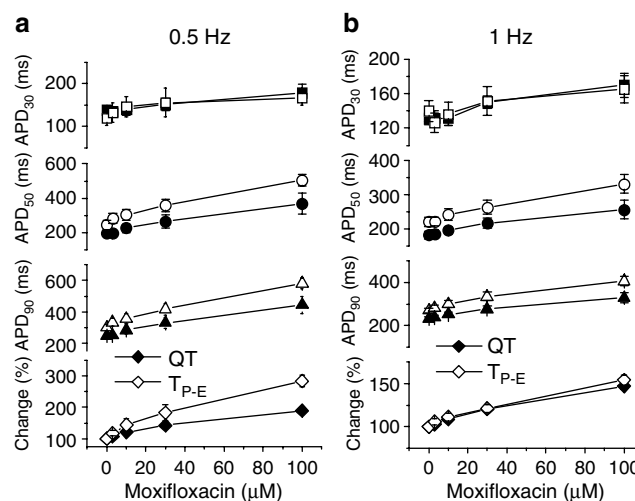 a
b
0.5 Hz
1 Hz
APD30 (ms)
200
150
100
APD30 (ms)
180
160
140
120
APD50 (ms)
600
400
200
APD50 (ms)
400
300
200
APD90 (ms)
800
600
400
200
APD90 (ms)
600
400
200
Change (%)
300
200
100
QT
TP-E
Change (%)
150
100
QT
TP-E
0 20 40 60 80 100
0 20 40 60 80 100
Moxifloxacin (μM)
Moxifloxacin (μM)